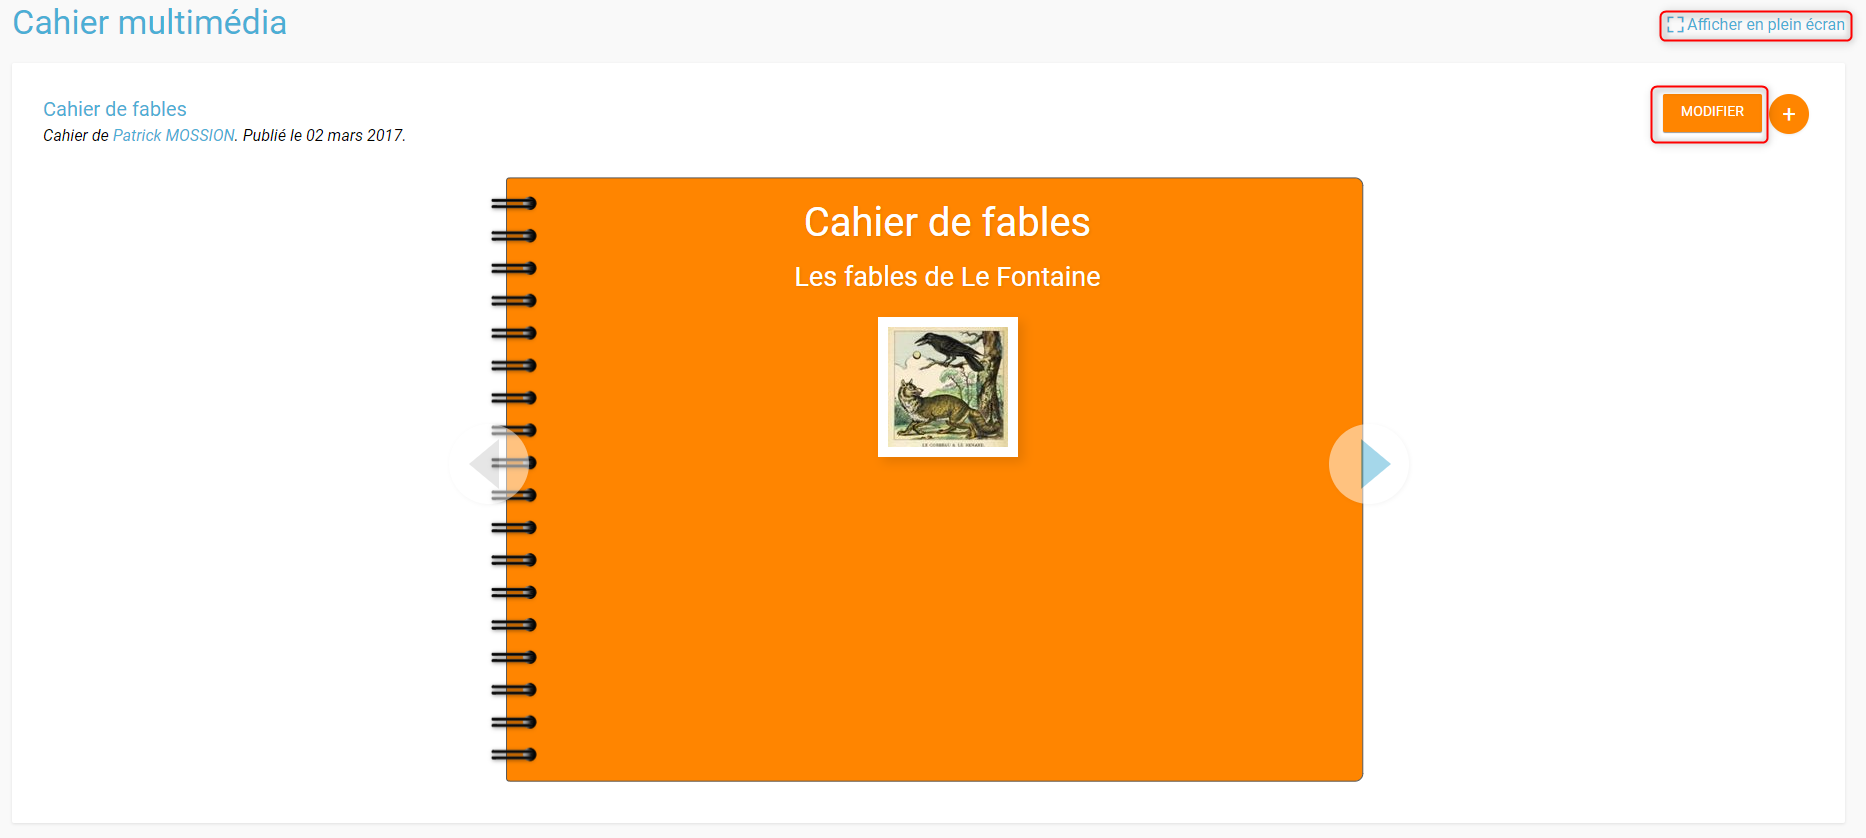 Cahier multimédia
Afficher en plein écran
Cahier de fables
Cahier de Patrick MOSSION. Publié le 02 mars 2017.
MODIFIER
+
Cahier de fables
Les fables de Le Fontaine
LE CORBEAU & LE RENARD.